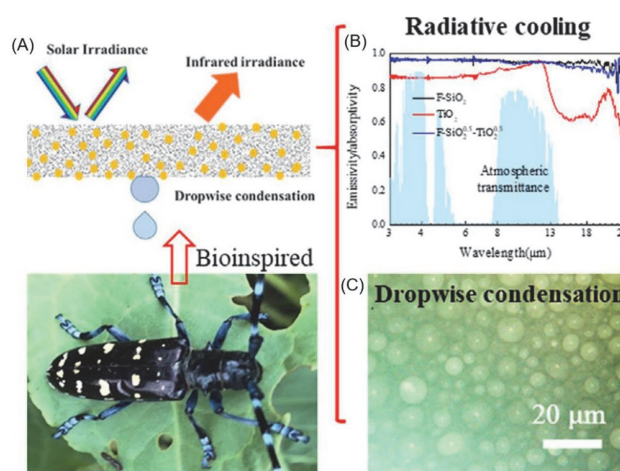 (A)
Solar Irradiance
Infrared irradiance
Dropwise condensation
Bioinspired
Radiative cooling
(B)
Emissivity/absorptivity
1.0
0.8
0.6
0.4
0.2
0.0
F-SiO₂
TiO₂
F-SiO₂⁰·⁵-TiO₂⁰·⁵
Atmospheric
transmittance
3 4 6 8 13 18
Wavelength(μm)
(C)
Dropwise condensation
20 μm